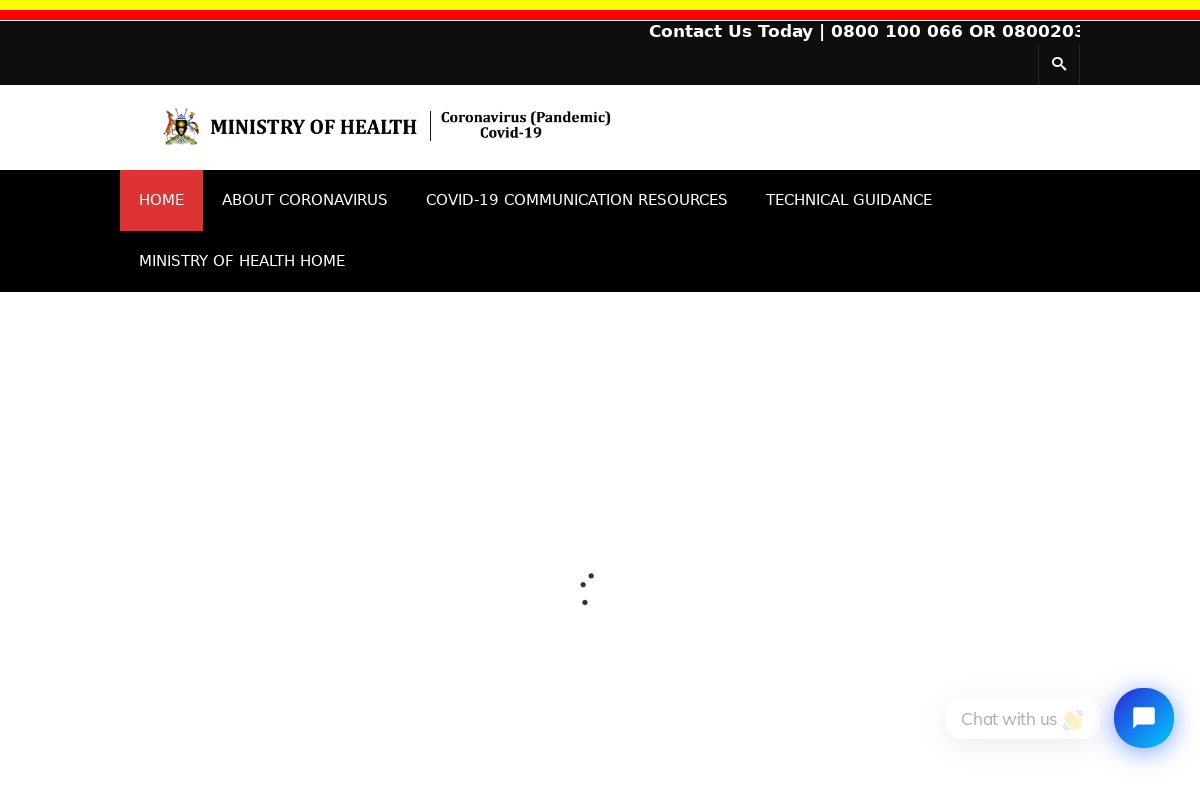 Contact Us Today | 0800 100 066 OR 080020
MINISTRY OF HEALTH
Coronavirus (Pandemic)
Covid-19
HOME
ABOUT CORONAVIRUS
COVID-19 COMMUNICATION RESOURCES
TECHNICAL GUIDANCE
MINISTRY OF HEALTH HOME
Chat with us 👋